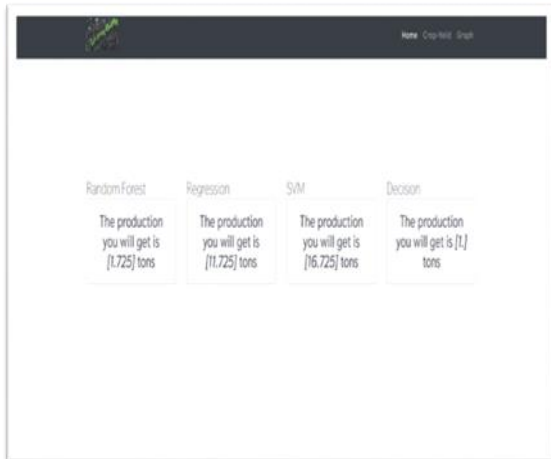 Home Crop-Yield Graph
Random Forest
The production
you will get is
[1.725] tons
Regression
The production
you will get is
[11.725] tons
SVM
The production
you will get is
[16.725] tons
Decision
The production
you will get is [1.]
tons